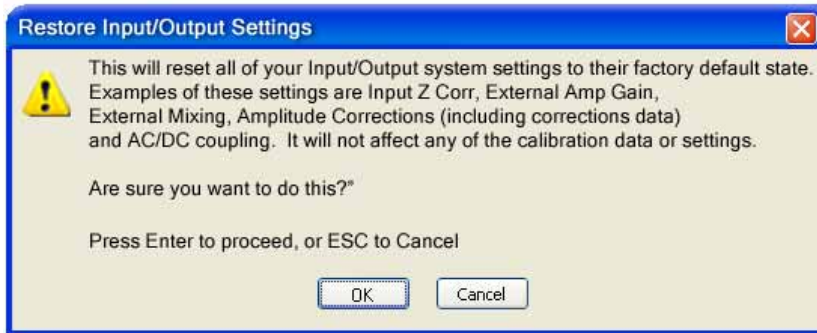 Restore Input/Output Settings
This will reset all of your Input/Output system settings to their factory default state.
Examples of these settings are Input Z Corr, External Amp Gain,
External Mixing, Amplitude Corrections (including corrections data)
and AC/DC coupling.  It will not affect any of the calibration data or settings.
Are sure you want to do this?"
Press Enter to proceed, or ESC to Cancel
OK
Cancel